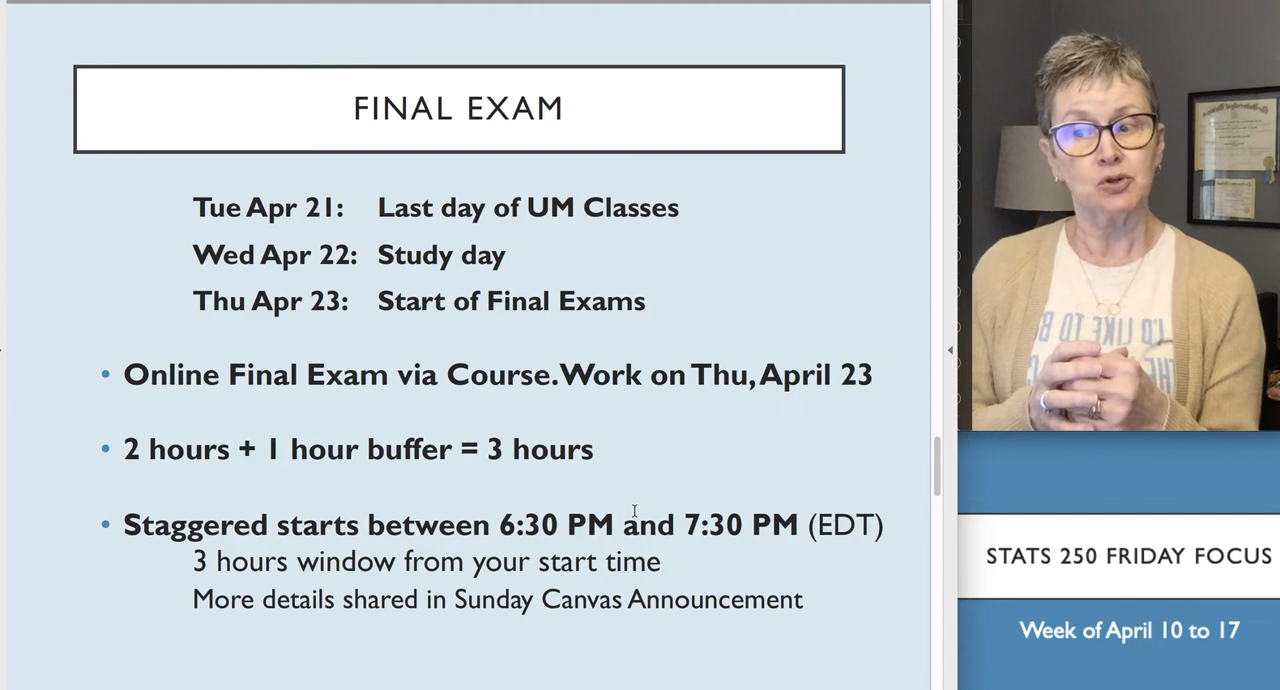 FINAL EXAM
Tue Apr 21: Last day of UM Classes
Wed Apr 22: Study day
Thu Apr 23: Start of Final Exams
• Online Final Exam via Course.Work on Thu, April 23
• 2 hours + 1 hour buffer = 3 hours
• Staggered starts between 6:30 PM and 7:30 PM (EDT)
3 hours window from your start time
More details shared in Sunday Canvas Announcement
I'D LIKE TO B
STATS 250 FRIDAY FOCUS
Week of April 10 to 17